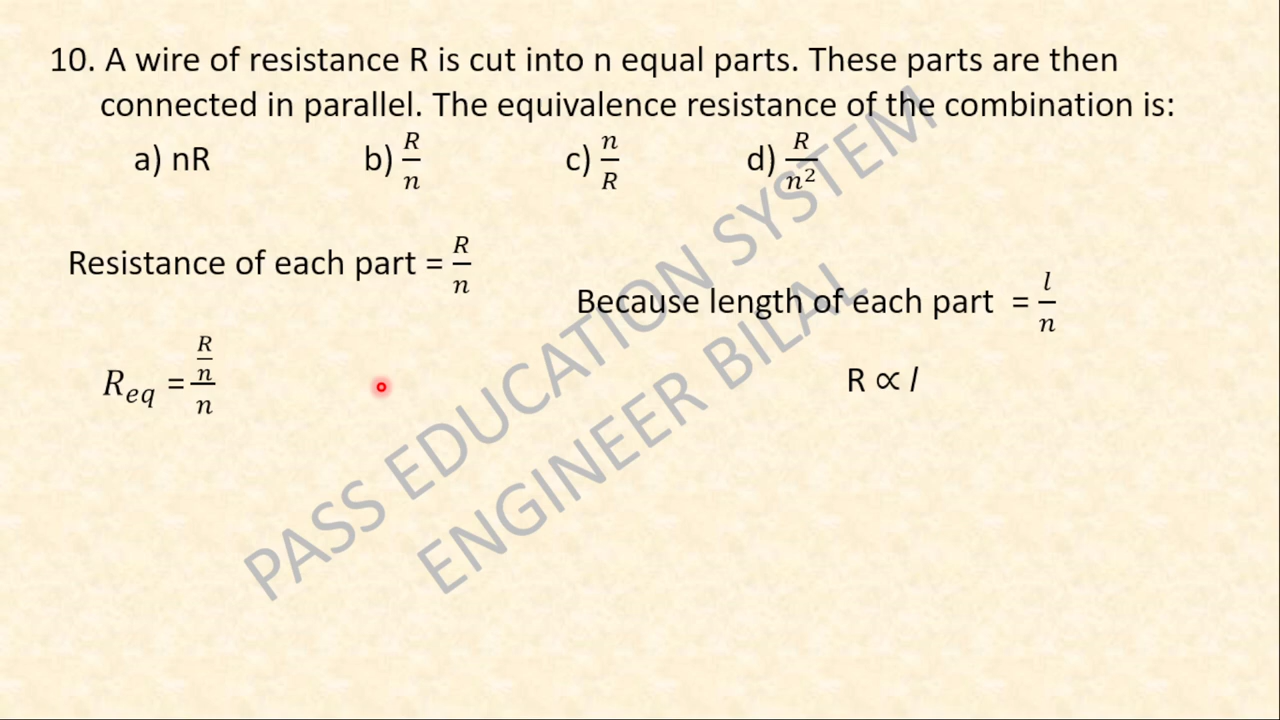 10. A wire of resistance R is cut into n equal parts. These parts are then
connected in parallel. The equivalence resistance of the combination is:
a) nR b) R/n c) n/R d) R/n²
Resistance of each part = R/n
Because length of each part = l/n
R_eq = (R/n)/n
R ∝ l
PASS EDUCATION SYSTEM
ENGINEER BILAL